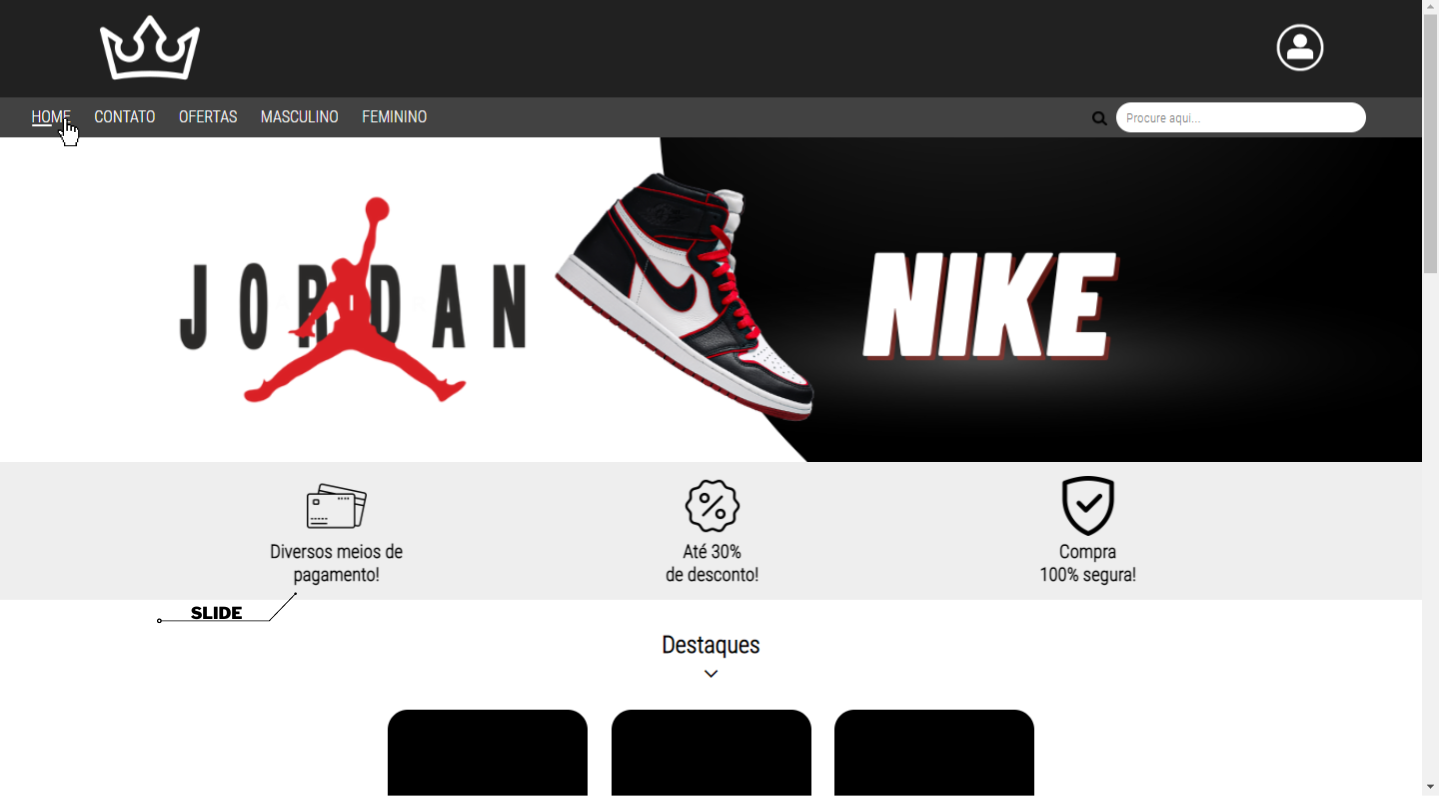 HOME CONTATO OFERTAS MASCULINO FEMININO
Procure aqui...
JORDAN
NIKE
Diversos meios de
pagamento!
Até 30%
de desconto!
Compra
100% segura!
SLIDE
Destaques